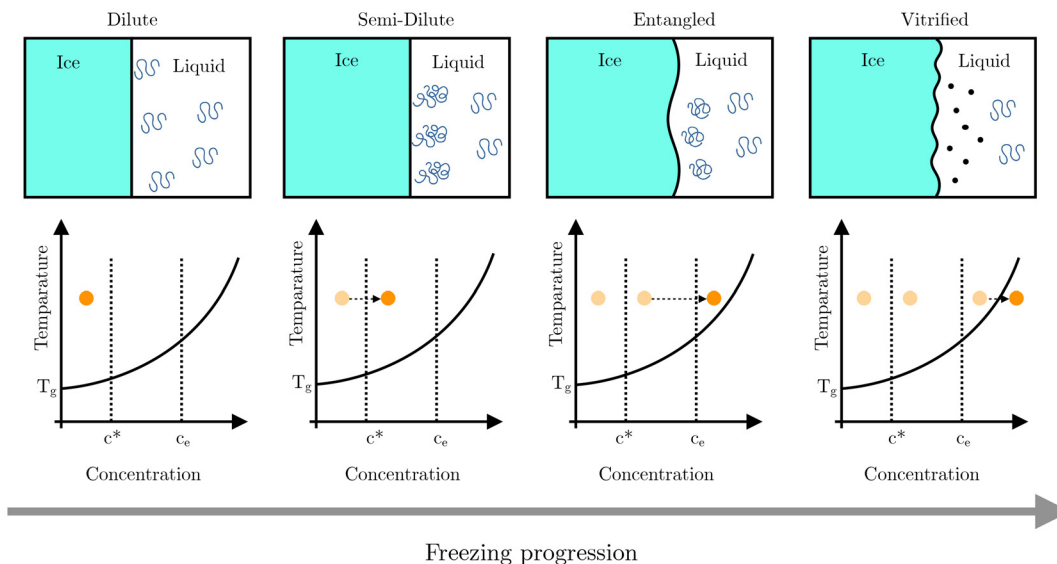 Dilute
Semi-Dilute
Entangled
Vitrified
Ice
Liquid
Ice
Liquid
Ice
Liquid
Ice
Liquid
Temparature
Tg
c*
ce
Concentration
Temparature
Tg
c*
ce
Concentration
Temparature
Tg
c*
ce
Concentration
Temparature
Tg
c*
ce
Concentration
Freezing progression